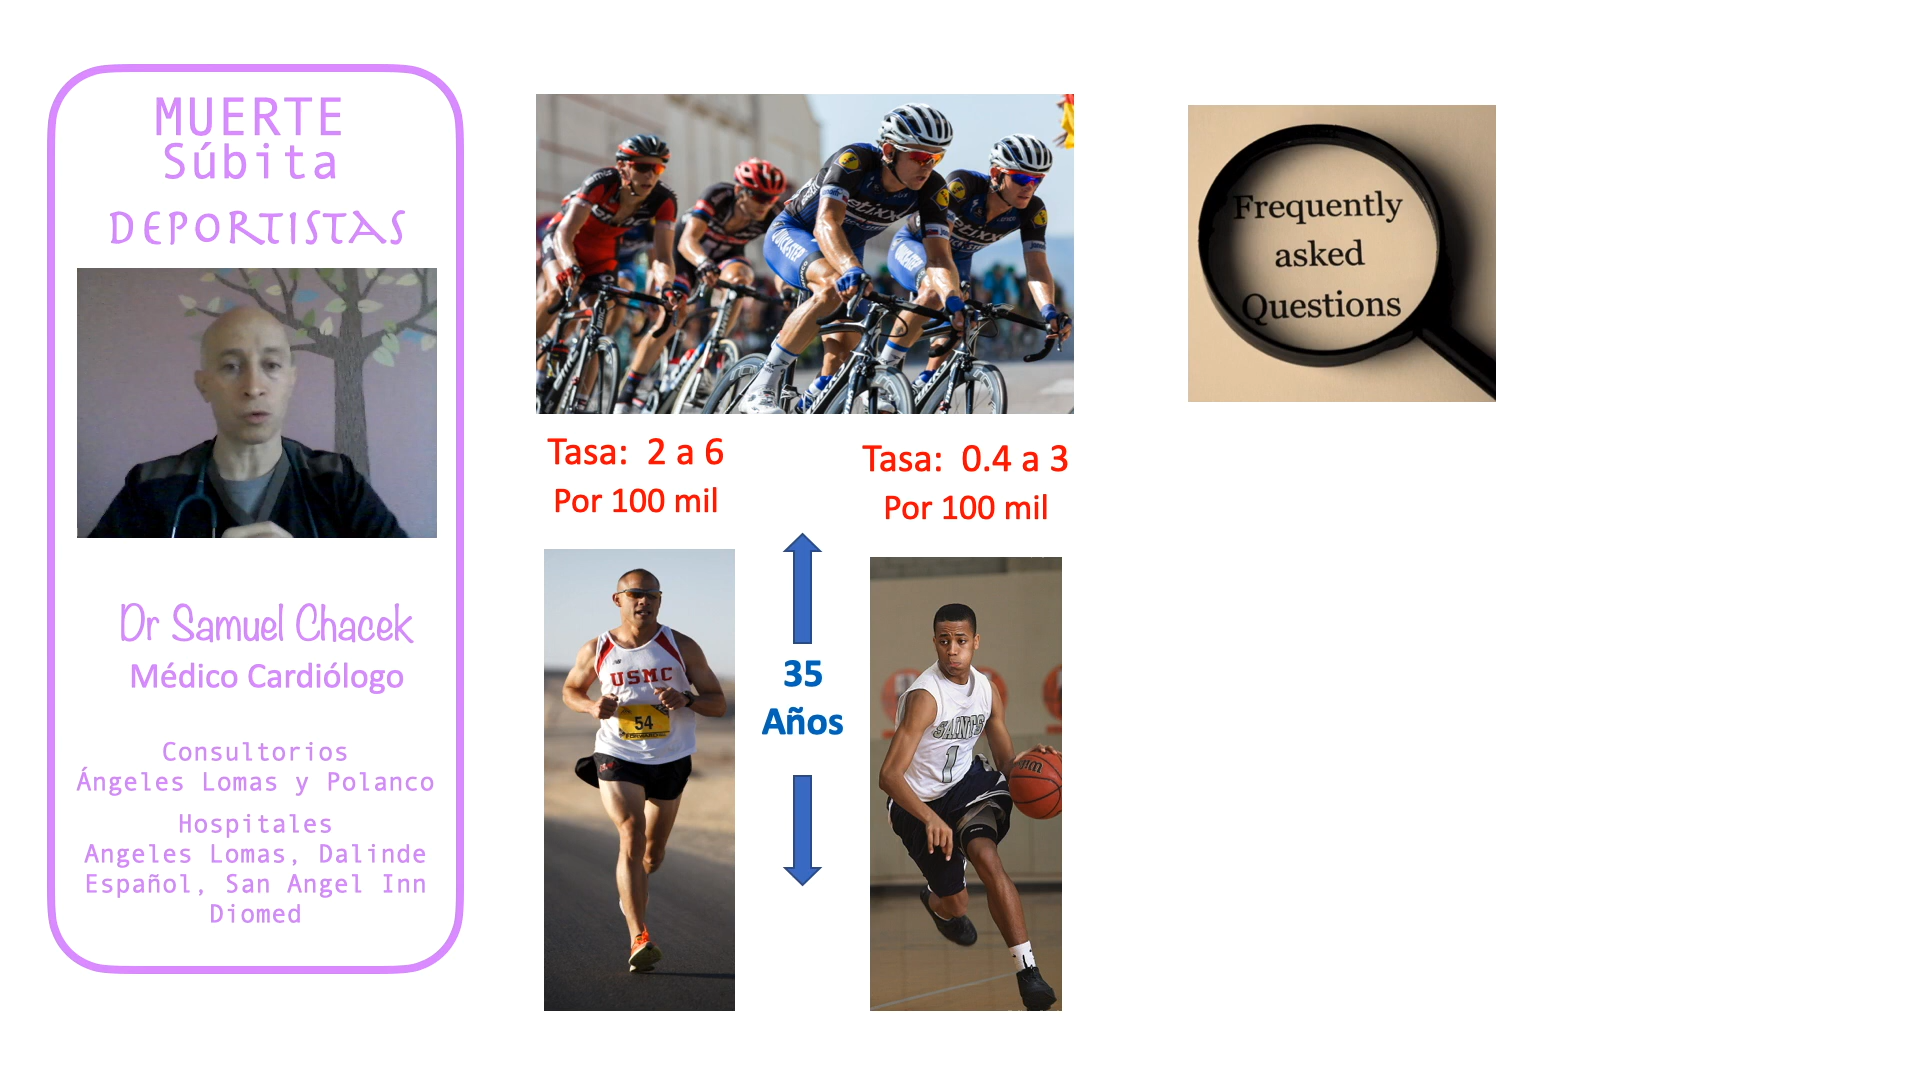 MUERTE
Súbita
DEPORTISTAS
Dr Samuel Chacek
Médico Cardiólogo
Consultorios
Ángeles Lomas y Polanco
Hospitales
Angeles Lomas, Dalinde
Español, San Angel Inn
Diomed
QUICK-STEP
Tasa: 2 a 6
Por 100 mil
Tasa: 0.4 a 3
Por 100 mil
35
Años
USMC
54
SAINTS
1
Frequently
asked
Questions